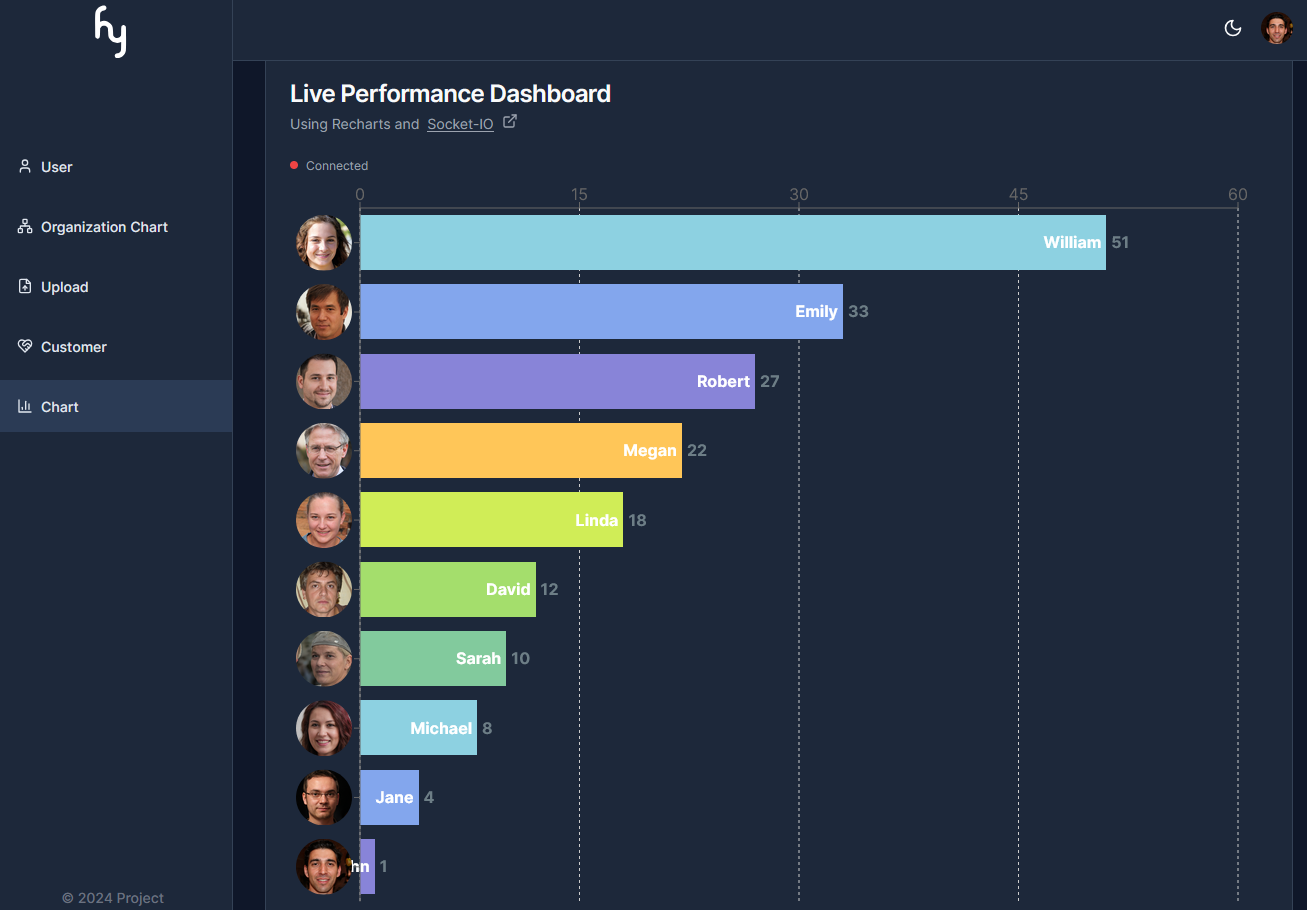 hy
User
Organization Chart
Upload
Customer
Chart
© 2024 Project
Live Performance Dashboard
Using Recharts and Socket-IO
Connected
0 15 30 45 60
William 51
Emily 33
Robert 27
Megan 22
Linda 18
David 12
Sarah 10
Michael 8
Jane 4
hn 1